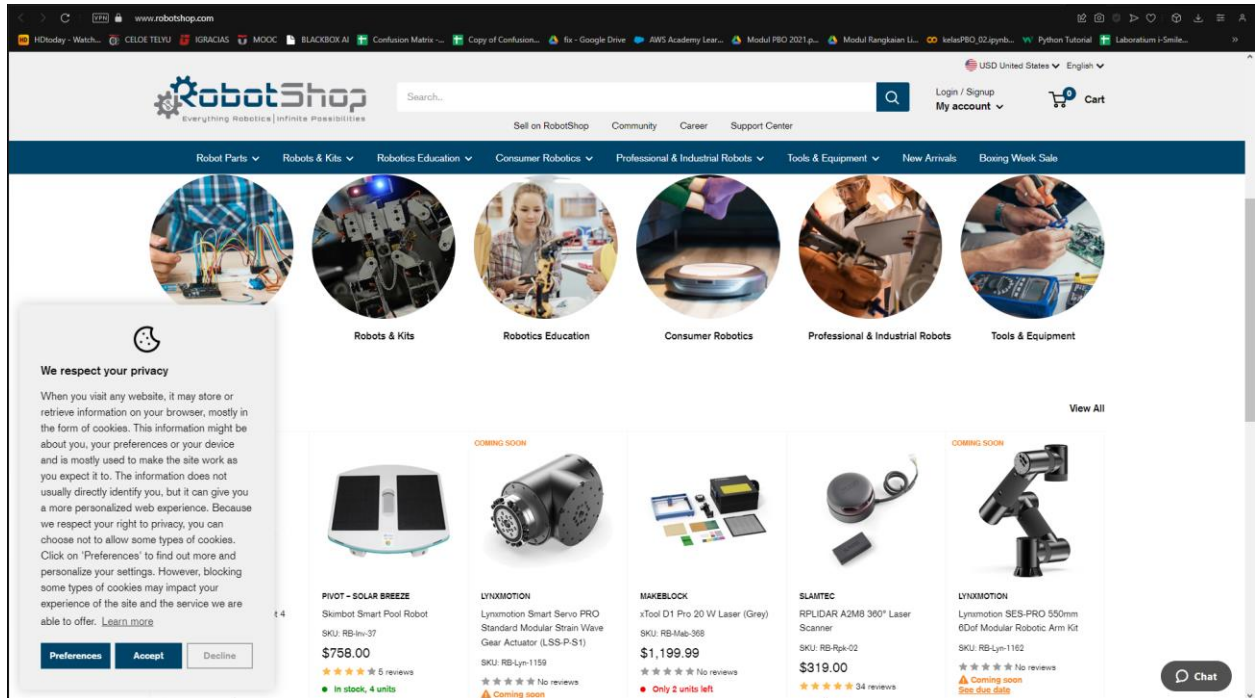 www.robotshop.com
VPN
HDtoday - Watch...
CELOE TELYU
IGRACIAS
MOOC
BLACKBOX AI
Confusion Matrix -...
Copy of Confusion...
fix - Google Drive
AWS Academy Lear...
Modul PBO 2021.p...
Modul Rangkaian Li...
kelasPBO_02.ipynb...
Python Tutorial
Laboratium i-Smile...
USD United States
English
RobotShop
Everything Robotics | Infinite Possibilities
Search...
Login / Signup
My account
0
Cart
Sell on RobotShop
Community
Career
Support Center
Robot Parts
Robots & Kits
Robotics Education
Consumer Robotics
Professional & Industrial Robots
Tools & Equipment
New Arrivals
Boxing Week Sale
Robots & Kits
Robotics Education
Consumer Robotics
Professional & Industrial Robots
Tools & Equipment
We respect your privacy
When you visit any website, it may store or
retrieve information on your browser, mostly in
the form of cookies. This information might be
about you, your preferences or your device
and is mostly used to make the site work as
you expect it to. The information does not
usually directly identify you, but it can give you
a more personalized web experience. Because
we respect your right to privacy, you can
choose not to allow some types of cookies.
Click on 'Preferences' to find out more and
personalize your settings. However, blocking
some types of cookies may impact your
experience of the site and the service we are
able to offer. Learn more
Preferences
Accept
Decline
View All
t 4
PIVOT – SOLAR BREEZE
Skimbot Smart Pool Robot
SKU: RB-Inv-37
$758.00
5 reviews
In stock, 4 units
COMING SOON
LYNXMOTION
Lynxmotion Smart Servo PRO
Standard Modular Strain Wave
Gear Actuator (LSS-P-S1)
SKU: RB-Lyn-1159
No reviews
Coming soon
MAKEBLOCK
xTool D1 Pro 20 W Laser (Grey)
SKU: RB-Mab-368
$1,199.99
No reviews
Only 2 units left
SLAMTEC
RPLIDAR A2M8 360° Laser
Scanner
SKU: RB-Rpk-02
$319.00
34 reviews
COMING SOON
LYNXMOTION
Lynxmotion SES-PRO 550mm
6Dof Modular Robotic Arm Kit
SKU: RB-Lyn-1162
No reviews
Coming soon
See due date
Chat